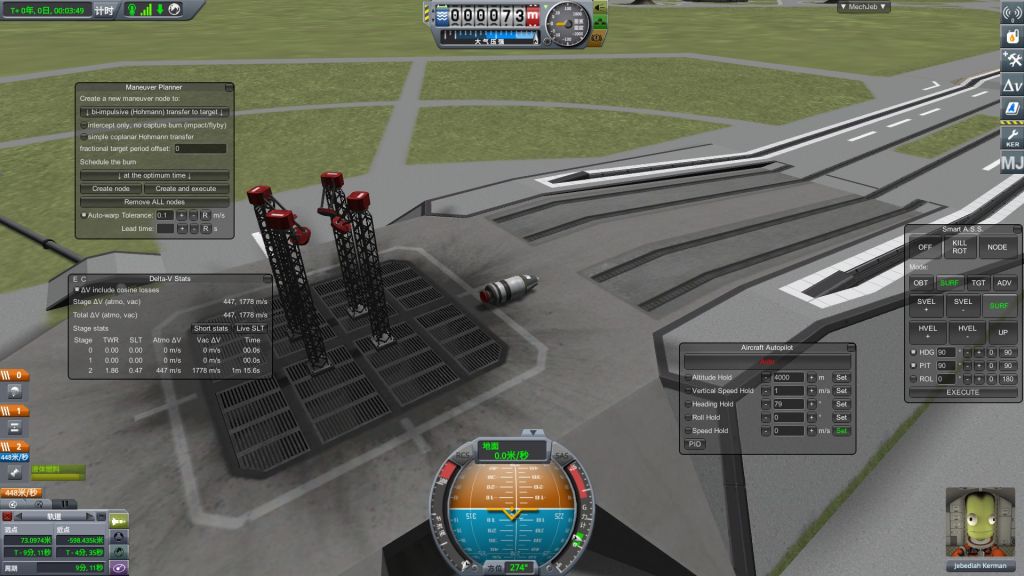 T+ 0年, 0日, 00:03:49 计时
000073m
大气压强
▼ MechJeb ▼
Maneuver Planner
Create a new maneuver node to:
↓ bi-impulsive (Hohmann) transfer to target ↓
intercept only, no capture burn (impact/flyby)
simple coplanar Hohmann transfer
fractional target period offset: 0
Schedule the burn
↓ at the optimum time ↓
Create node Create and execute
Remove ALL nodes
Auto-warp Tolerance: 0.1 + - R m/s
Lead time: + - R s
E C Delta-V Stats
ΔV include cosine losses
Stage ΔV (atmo, vac) 447, 1778 m/s
Total ΔV (atmo, vac) 447, 1778 m/s
Stage stats Short stats Live SLT
Stage TWR SLT Atmo ΔV Vac ΔV Time
0 0.00 0.00 0 m/s 0 m/s 00.0s
1 0.00 0.00 0 m/s 0 m/s 00.0s
2 1.86 0.47 447 m/s 1778 m/s 1m 15.6s
Δv
KER
MJ
Smart A.S.S.
OFF KILL ROT NODE
Mode:
OBT SURF TGT ADV
SVEL + SVEL - SURF
HVEL + HVEL - UP
HDG 90 - + 0 90
PIT 90 - + 0 90
ROL 0 - + 0 180
EXECUTE
Aircraft Autopilot
Auto
Altitude Hold - 4000 + m Set
Vertical Speed Hold - 1 + m/s Set
Heading Hold - 79 + ° Set
Roll Hold - 0 + ° Set
Speed Hold - 0 + m/s Set
PID
0
1
2
448米/秒
液体燃料
448米/秒
轨道
远点 近点
73.0974米 -598.435k米
T - 9分, 11秒 T - 4分, 35秒
周期 9分, 11秒
地面
0.0米/秒
RCS SAS
方位 274°
Jebediah Kerman